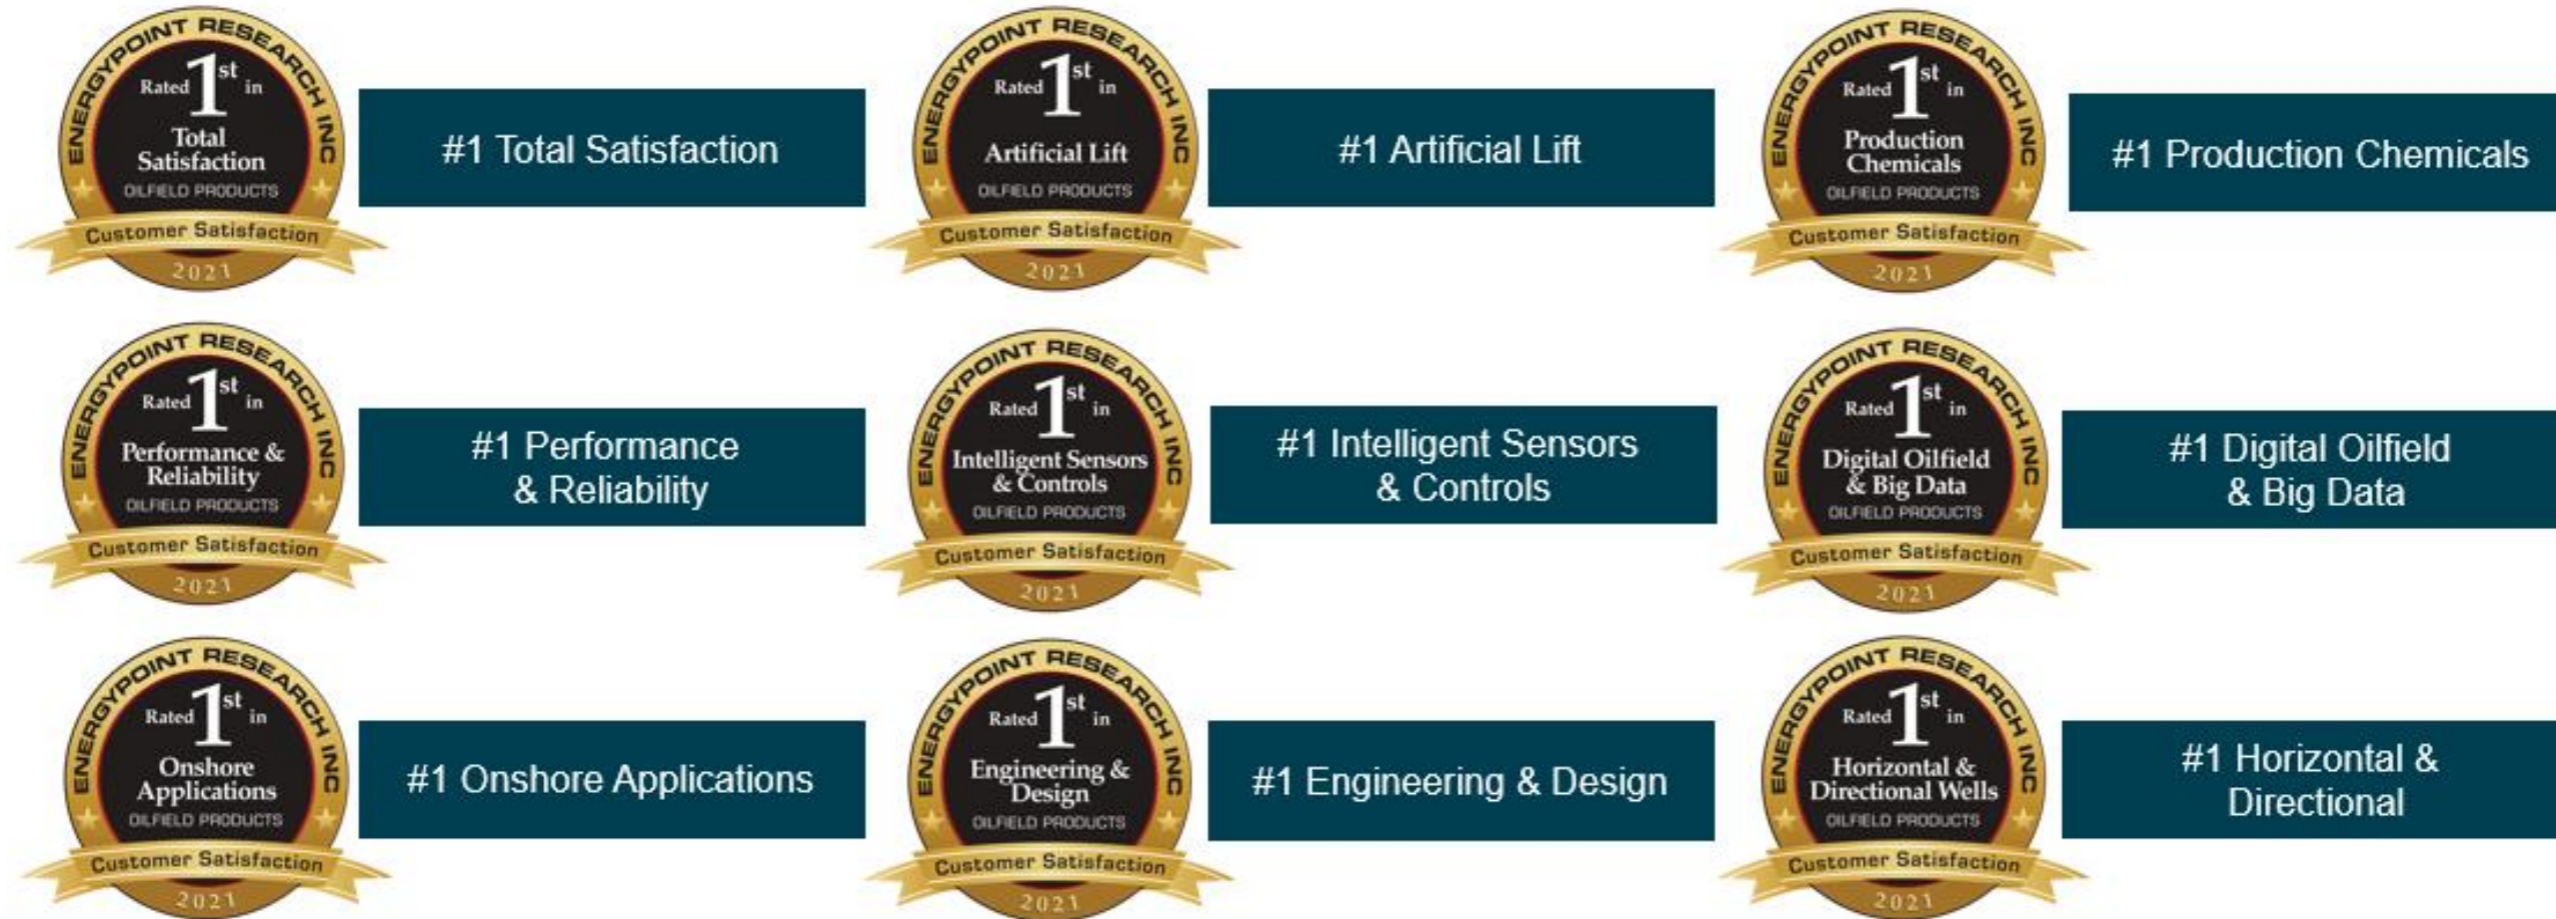 ENERGYPOINT RESEARCH INC
Rated 1st in
Total
Satisfaction
OILFIELD PRODUCTS
Customer Satisfaction
2021
#1 Total Satisfaction
ENERGYPOINT RESEARCH INC
Rated 1st in
Artificial Lift
OILFIELD PRODUCTS
Customer Satisfaction
2021
#1 Artificial Lift
ENERGYPOINT RESEARCH INC
Rated 1st in
Production
Chemicals
OILFIELD PRODUCTS
Customer Satisfaction
2021
#1 Production Chemicals
ENERGYPOINT RESEARCH INC
Rated 1st in
Performance &
Reliability
OILFIELD PRODUCTS
Customer Satisfaction
2021
#1 Performance
& Reliability
ENERGYPOINT RESEARCH INC
Rated 1st in
Intelligent Sensors
& Controls
OILFIELD PRODUCTS
Customer Satisfaction
2021
#1 Intelligent Sensors
& Controls
ENERGYPOINT RESEARCH INC
Rated 1st in
Digital Oilfield
& Big Data
OILFIELD PRODUCTS
Customer Satisfaction
2021
#1 Digital Oilfield
& Big Data
ENERGYPOINT RESEARCH INC
Rated 1st in
Onshore
Applications
OILFIELD PRODUCTS
Customer Satisfaction
2021
#1 Onshore Applications
ENERGYPOINT RESEARCH INC
Rated 1st in
Engineering &
Design
OILFIELD PRODUCTS
Customer Satisfaction
2021
#1 Engineering & Design
ENERGYPOINT RESEARCH INC
Rated 1st in
Horizontal &
Directional Wells
OILFIELD PRODUCTS
Customer Satisfaction
2021
#1 Horizontal &
Directional